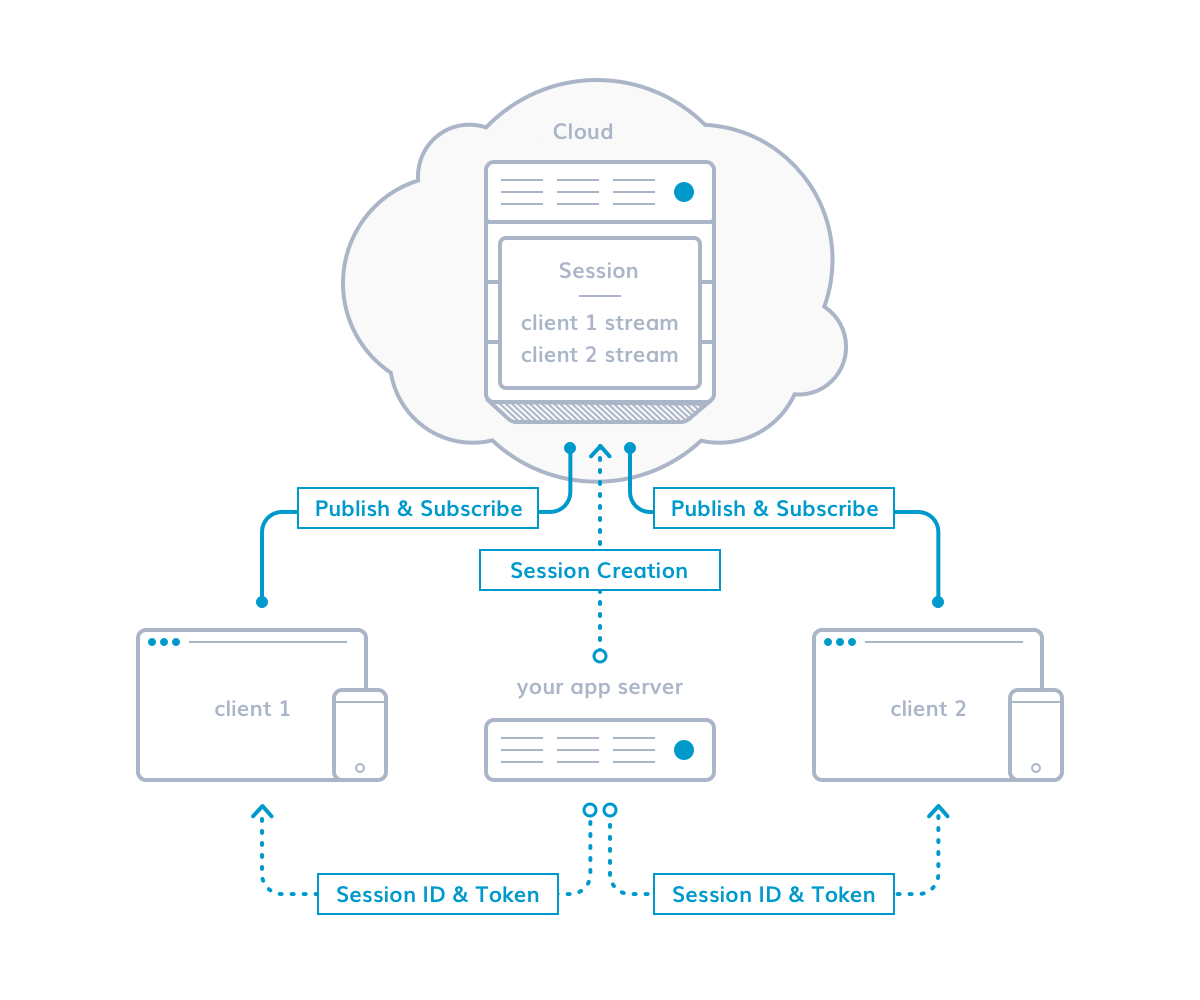 Cloud
Session
client 1 stream
client 2 stream
Publish & Subscribe
Publish & Subscribe
Session Creation
your app server
client 1
client 2
Session ID & Token
Session ID & Token